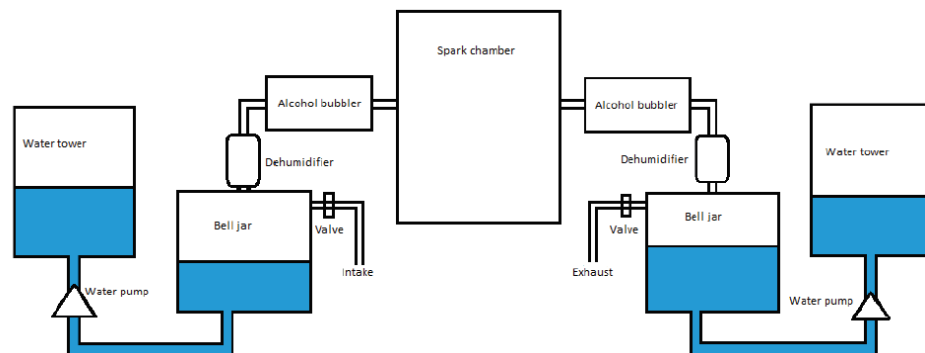 Spark chamber
Alcohol bubbler
Alcohol bubbler
Water tower
Dehumidifier
Dehumidifier
Water tower
Bell jar
Valve
Intake
Bell jar
Valve
Exhaust
Water pump
Water pump